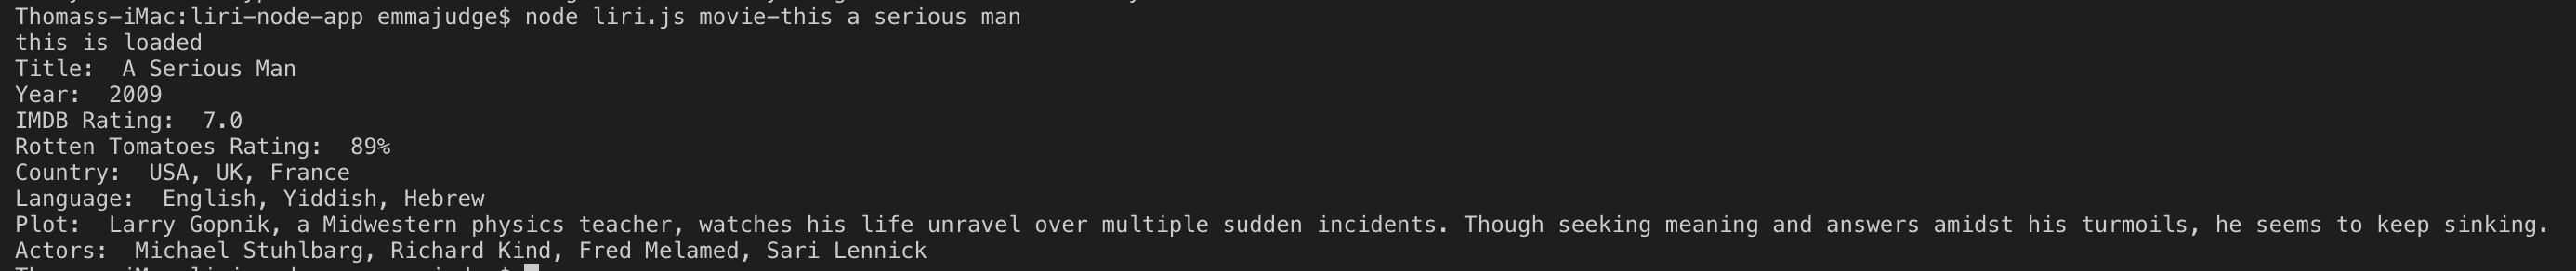 Thomass-iMac:liri-node-app emmajudge$ node liri.js movie-this a serious man
this is loaded
Title:  A Serious Man
Year:  2009
IMDB Rating:  7.0
Rotten Tomatoes Rating:  89%
Country:  USA, UK, France
Language:  English, Yiddish, Hebrew
Plot:  Larry Gopnik, a Midwestern physics teacher, watches his life unravel over multiple sudden incidents. Though seeking meaning and answers amidst his turmoils, he seems to keep sinking.
Actors:  Michael Stuhlbarg, Richard Kind, Fred Melamed, Sari Lennick